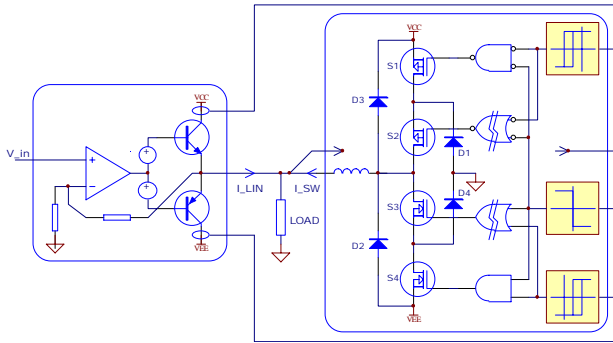 VCC
S1
D3
VCC
S2
D1
V_in
+
+
−
+
D4
I_LIN
I_SW
S3
LOAD
D2
VEE
S4
VEE